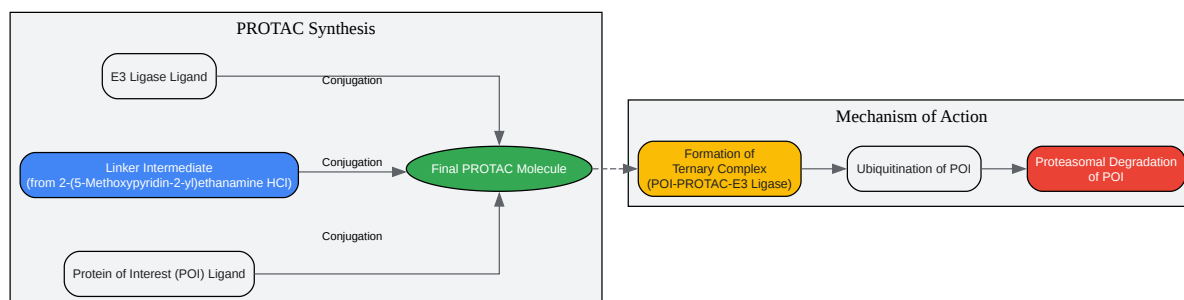 PROTAC Synthesis
E3 Ligase Ligand
Conjugation
Linker Intermediate
(from 2-(5-Methoxypyridin-2-yl)ethanamine HCl)
Conjugation
Final PROTAC Molecule
Conjugation
Protein of Interest (POI) Ligand
Mechanism of Action
Formation of
Ternary Complex
(POI-PROTAC-E3 Ligase)
Ubiquitination of POI
Proteasomal Degradation
of POI